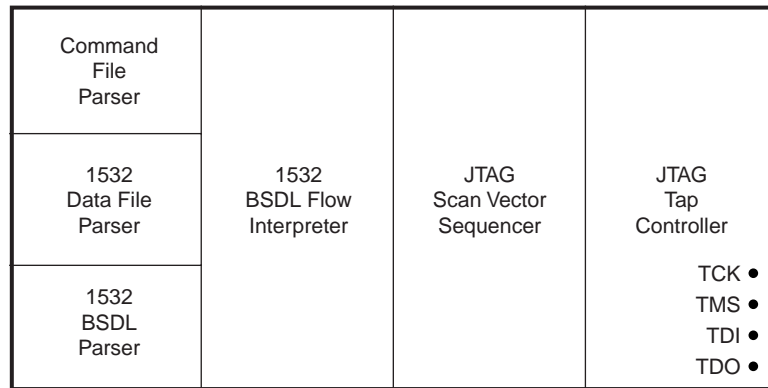 Command
File
Parser
1532
Data File
Parser
1532
BSDL
Parser
1532
BSDL Flow
Interpreter
JTAG
Scan Vector
Sequencer
JTAG
Tap
Controller
TCK
TMS
TDI
TDO